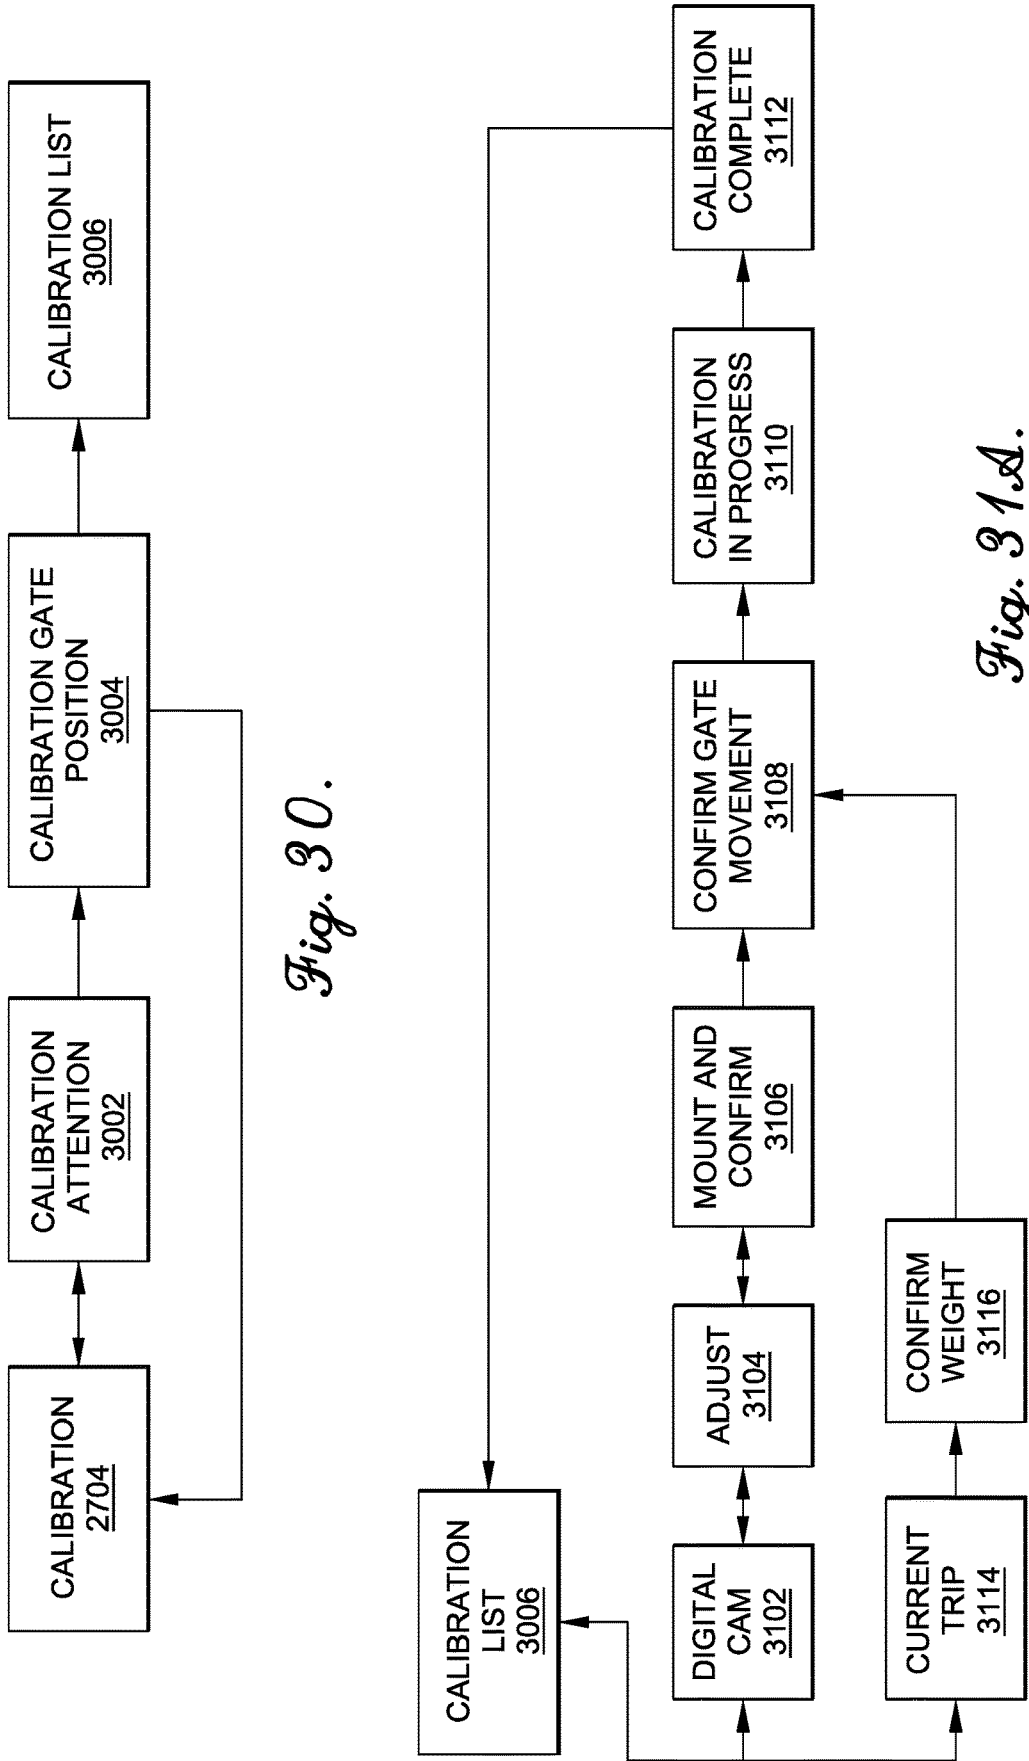 CALIBRATION
2704
CALIBRATION
ATTENTION
3002
CALIBRATION GATE
POSITION
3004
CALIBRATION LIST
3006
Fig. 30.
CALIBRATION
LIST
3006
DIGITAL
CAM
3102
ADJUST
3104
MOUNT AND
CONFIRM
3106
CONFIRM GATE
MOVEMENT
3108
CALIBRATION
IN PROGRESS
3110
CALIBRATION
COMPLETE
3112
CURRENT
TRIP
3114
CONFIRM
WEIGHT
3116
Fig. 31A.